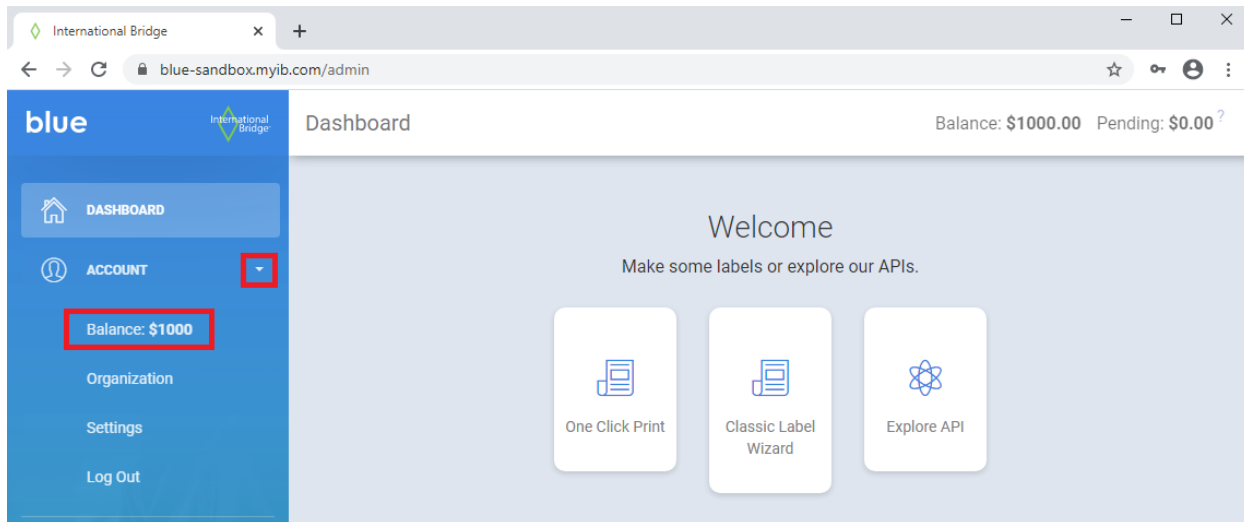 International Bridge
blue-sandbox.myib.com/admin
blue
International
Bridge
Dashboard
Balance: $1000.00 Pending: $0.00 ?
DASHBOARD
ACCOUNT
Balance: $1000
Organization
Settings
Log Out
Welcome
Make some labels or explore our APIs.
One Click Print
Classic Label
Wizard
Explore API